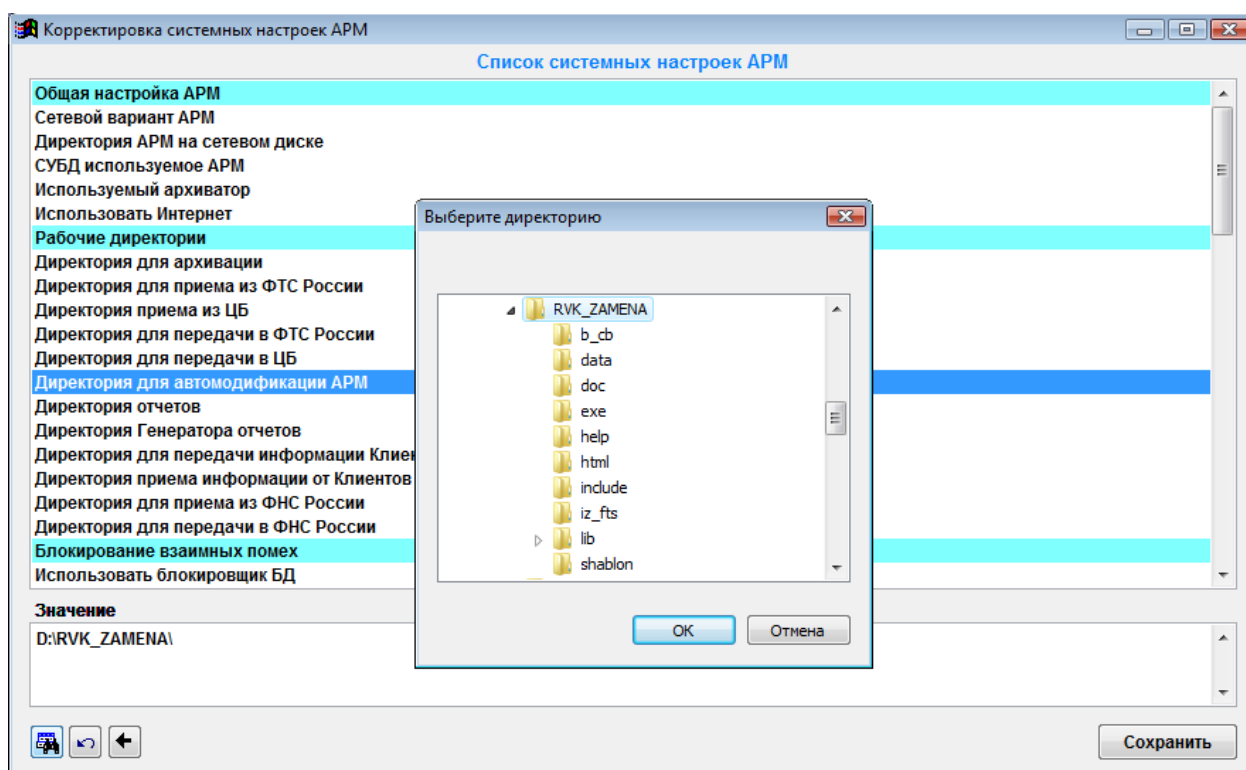 Корректировка системных настроек АРМ
Список системных настроек АРМ
Общая настройка АРМ
Сетевой вариант АРМ
Директория АРМ на сетевом диске
СУБД используемое АРМ
Используемый архиватор
Использовать Интернет
Рабочие директории
Директория для архивации
Директория для приема из ФТС России
Директория приема из ЦБ
Директория для передачи в ФТС России
Директория для передачи в ЦБ
Директория для автомодификации АРМ
Директория отчетов
Директория Генератора отчетов
Директория для передачи информации
Директория приема информации от Клиентов
Директория для приема из ФНС России
Директория для передачи в ФНС России
Блокирование взаимных помех
Использовать блокировщик БД
Выберите директорию
RVK_ZAMENA
b_cb
data
doc
exe
help
html
include
iz_fts
lib
shablon
OK
Отмена
Значение
D:\RVK_ZAMENA\
Сохранить